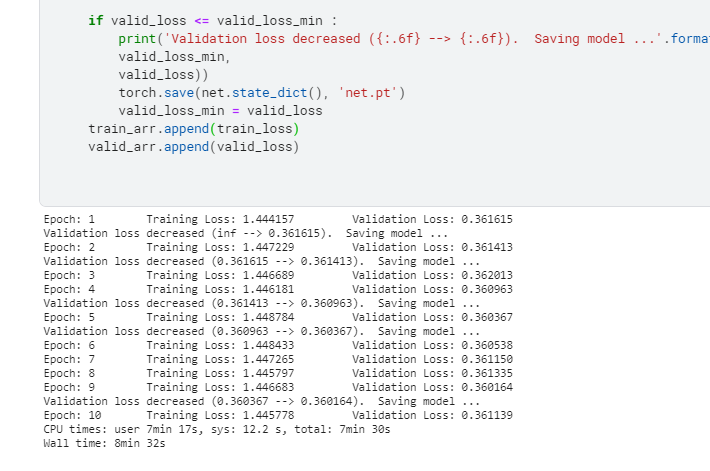 if valid_loss <= valid_loss_min :
print('Validation loss decreased ({:.6f} --> {:.6f}).  Saving model ...'.forma
valid_loss_min,
valid_loss))
torch.save(net.state_dict(), 'net.pt')
valid_loss_min = valid_loss
train_arr.append(train_loss)
valid_arr.append(valid_loss)
Epoch: 1 Training Loss: 1.444157 Validation Loss: 0.361615
Validation loss decreased (inf --> 0.361615).  Saving model ...
Epoch: 2 Training Loss: 1.447229 Validation Loss: 0.361413
Validation loss decreased (0.361615 --> 0.361413).  Saving model ...
Epoch: 3 Training Loss: 1.446689 Validation Loss: 0.362013
Epoch: 4 Training Loss: 1.446181 Validation Loss: 0.360963
Validation loss decreased (0.361413 --> 0.360963).  Saving model ...
Epoch: 5 Training Loss: 1.448784 Validation Loss: 0.360367
Validation loss decreased (0.360963 --> 0.360367).  Saving model ...
Epoch: 6 Training Loss: 1.448433 Validation Loss: 0.360538
Epoch: 7 Training Loss: 1.447265 Validation Loss: 0.361150
Epoch: 8 Training Loss: 1.445797 Validation Loss: 0.361335
Epoch: 9 Training Loss: 1.446683 Validation Loss: 0.360164
Validation loss decreased (0.360367 --> 0.360164).  Saving model ...
Epoch: 10 Training Loss: 1.445778 Validation Loss: 0.361139
CPU times: user 7min 17s, sys: 12.2 s, total: 7min 30s
Wall time: 8min 32s